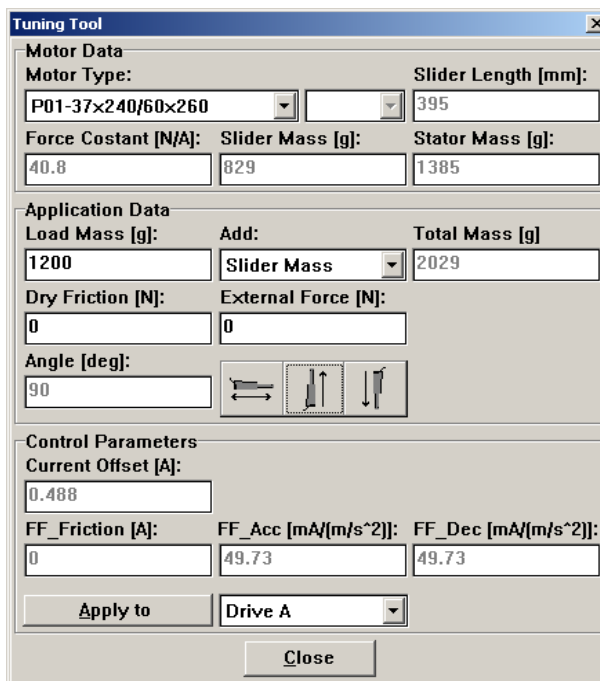 Tuning Tool
Motor Data
Motor Type: Slider Length [mm]:
P01-37x240/60x260 395
Force Costant [N/A]: Slider Mass [g]: Stator Mass [g]:
40.8 829 1385
Application Data
Load Mass [g]: Add: Total Mass [g]
1200 Slider Mass 2029
Dry Friction [N]: External Force [N]:
0 0
Angle [deg]:
90
Control Parameters
Current Offset [A]:
0.488
FF_Friction [A]: FF_Acc [mA/(m/s^2)]: FF_Dec [mA/(m/s^2)]:
0 49.73 49.73
Apply to Drive A
Close